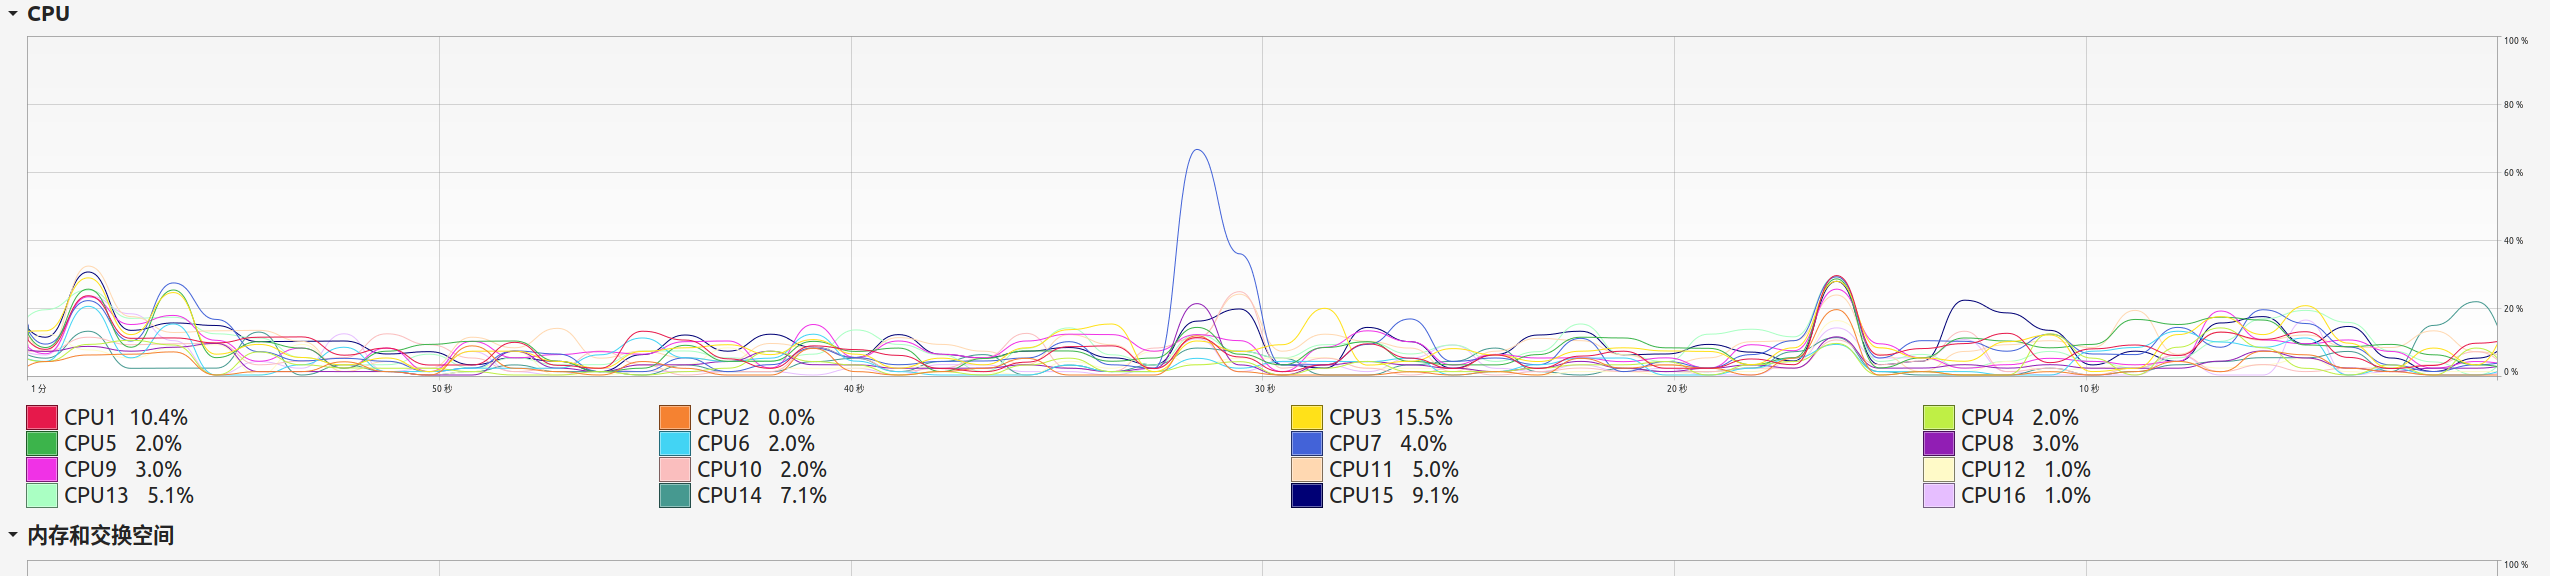 CPU
100 %
80 %
60 %
40 %
20 %
0 %
1 分 50 秒 40 秒 30 秒 20 秒 10 秒
CPU1 10.4% CPU2 0.0% CPU3 15.5% CPU4 2.0%
CPU5 2.0% CPU6 2.0% CPU7 4.0% CPU8 3.0%
CPU9 3.0% CPU10 2.0% CPU11 5.0% CPU12 1.0%
CPU13 5.1% CPU14 7.1% CPU15 9.1% CPU16 1.0%
内存和交换空间
100 %